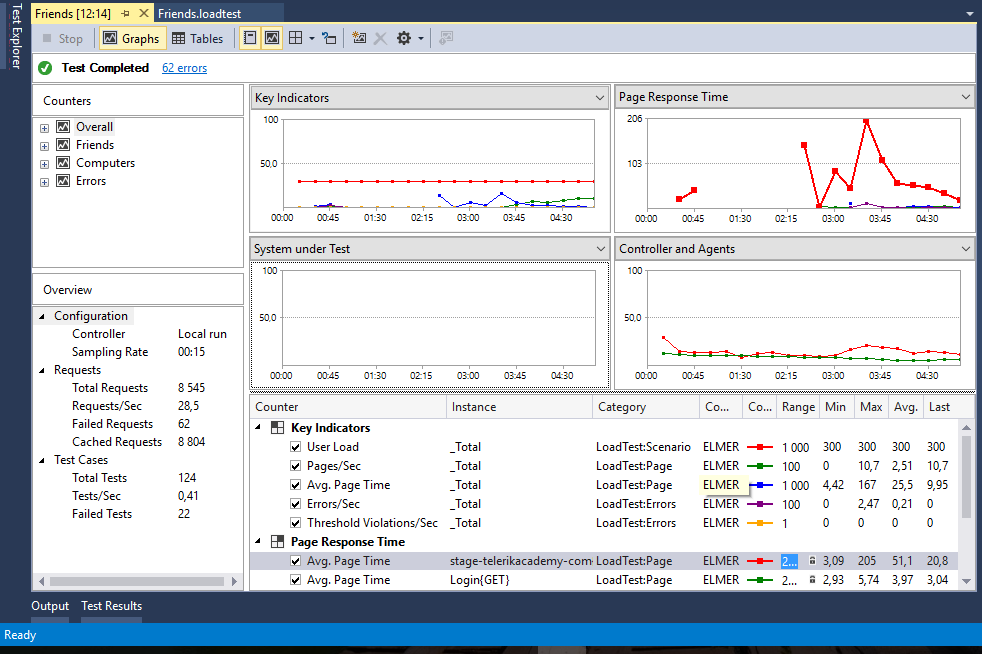 Test Explorer
Friends [12:14] Friends.loadtest
Stop Graphs Tables
Test Completed 62 errors
Counters
Overall
Friends
Computers
Errors
Key Indicators
100
50,0
00:00 00:45 01:30 02:15 03:00 03:45 04:30
Page Response Time
206
103
00:00 00:45 01:30 02:15 03:00 03:45 04:30
System under Test
100
50,0
00:00 00:45 01:30 02:15 03:00 03:45 04:30
Controller and Agents
100
50,0
00:00 00:45 01:30 02:15 03:00 03:45 04:30
Overview
Configuration
Controller Local run
Sampling Rate 00:15
Requests
Total Requests 8 545
Requests/Sec 28,5
Failed Requests 62
Cached Requests 8 804
Test Cases
Total Tests 124
Tests/Sec 0,41
Failed Tests 22
Counter Instance Category Co... Co... Range Min Max Avg. Last
Key Indicators
User Load _Total LoadTest:Scenario ELMER 1 000 300 300 300 300
Pages/Sec _Total LoadTest:Page ELMER 100 0 10,7 2,51 10,7
Avg. Page Time _Total LoadTest:Page ELMER 1 000 4,42 167 25,5 9,95
Errors/Sec _Total LoadTest:Errors ELMER 100 0 2,47 0,21 0
Threshold Violations/Sec _Total LoadTest:Errors ELMER 1 0 0 0 0
Page Response Time
Avg. Page Time stage-telerikacademy-com LoadTest:Page ELMER 2... 3,09 205 51,1 20,8
Avg. Page Time Login{GET} LoadTest:Page ELMER 2... 2,93 5,74 3,97 3,04
Output Test Results
Ready